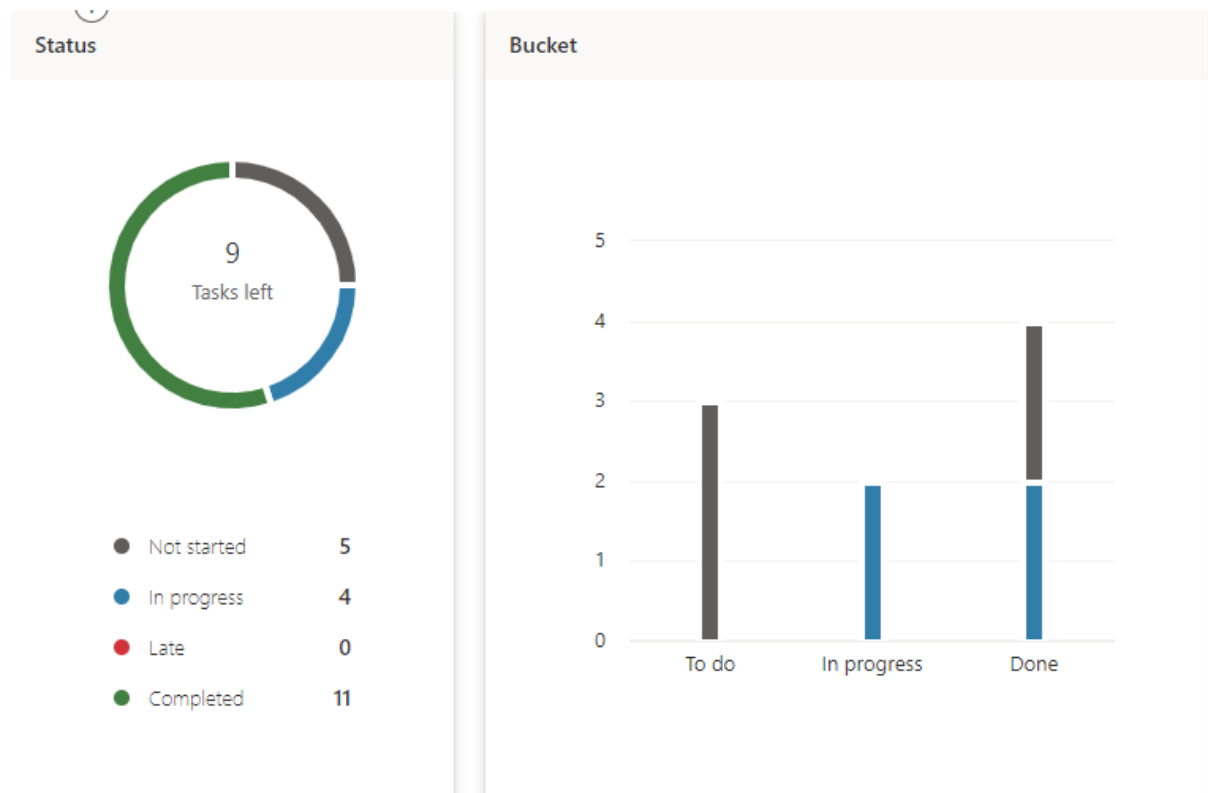 Status
9
Tasks left
Not started 5
In progress 4
Late 0
Completed 11
Bucket
5
4
3
2
1
0
To do In progress Done